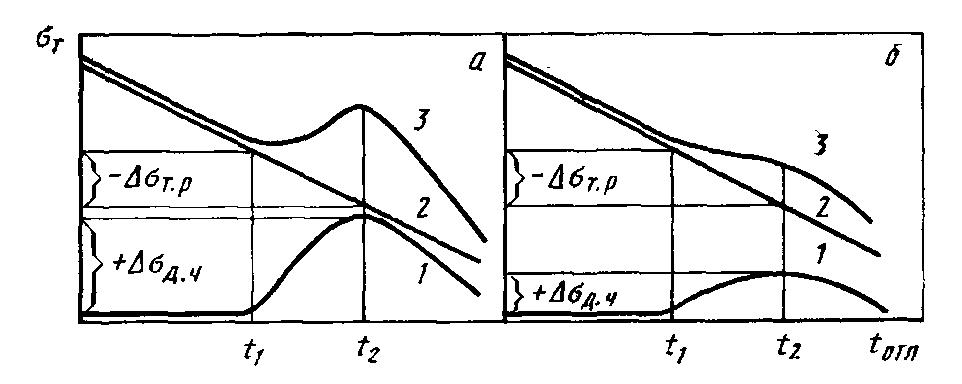 σт
а
б
3
3
−Δσт.р
−Δσт.р
2
2
1
+Δσд.ч
1
+Δσд.ч
t₁
t₂
t₁
t₂
tотп